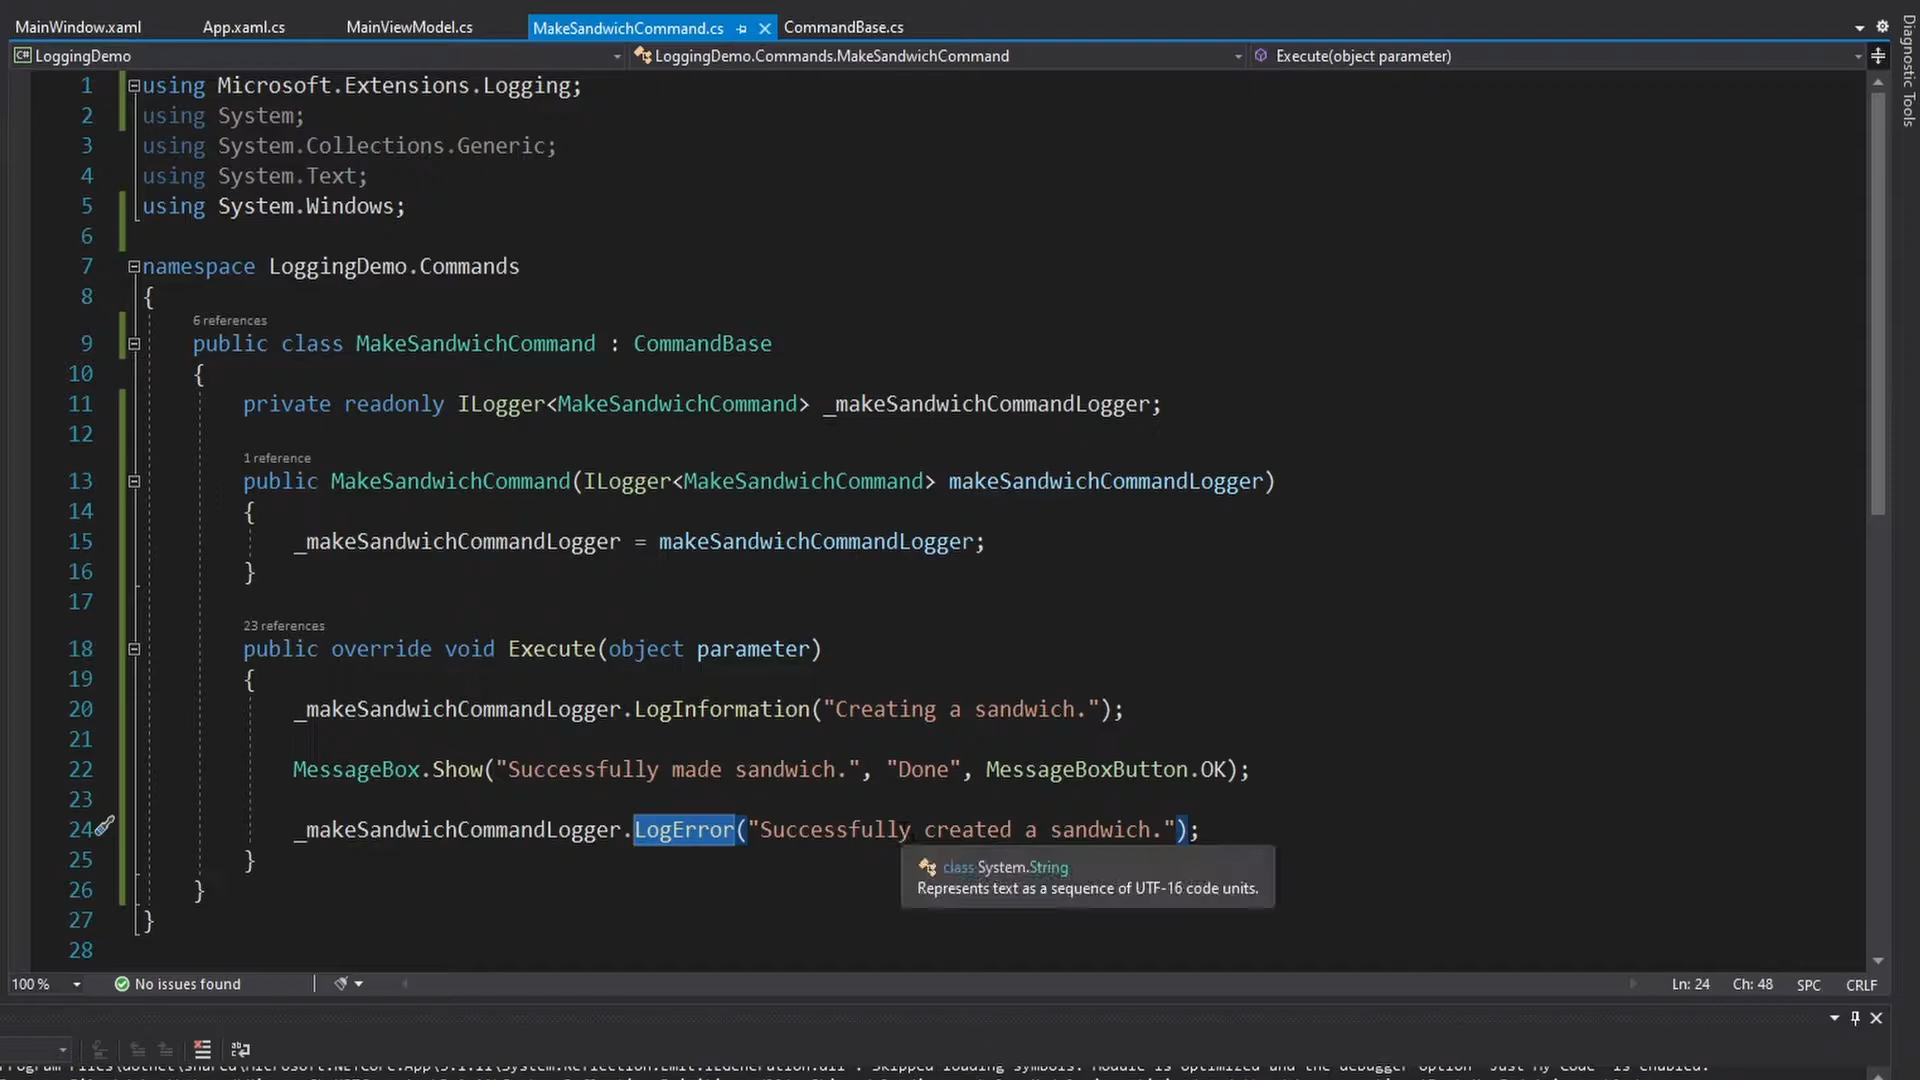 MainWindow.xaml App.xaml.cs MainViewModel.cs MakeSandwichCommand.cs CommandBase.cs
LoggingDemo LoggingDemo.Commands.MakeSandwichCommand Execute(object parameter)
Diagnostic Tools
1 using Microsoft.Extensions.Logging;
2 using System;
3 using System.Collections.Generic;
4 using System.Text;
5 using System.Windows;
6
7 namespace LoggingDemo.Commands
8 {
6 references
9 public class MakeSandwichCommand : CommandBase
10 {
11 private readonly ILogger<MakeSandwichCommand> _makeSandwichCommandLogger;
12
1 reference
13 public MakeSandwichCommand(ILogger<MakeSandwichCommand> makeSandwichCommandLogger)
14 {
15 _makeSandwichCommandLogger = makeSandwichCommandLogger;
16 }
17
23 references
18 public override void Execute(object parameter)
19 {
20 _makeSandwichCommandLogger.LogInformation("Creating a sandwich.");
21
22 MessageBox.Show("Successfully made sandwich.", "Done", MessageBoxButton.OK);
23
24 _makeSandwichCommandLogger.LogError("Successfully created a sandwich.");
25 }
class System.String
Represents text as a sequence of UTF-16 code units.
26 }
27 }
28
100 % No issues found Ln: 24 Ch: 48 SPC CRLF